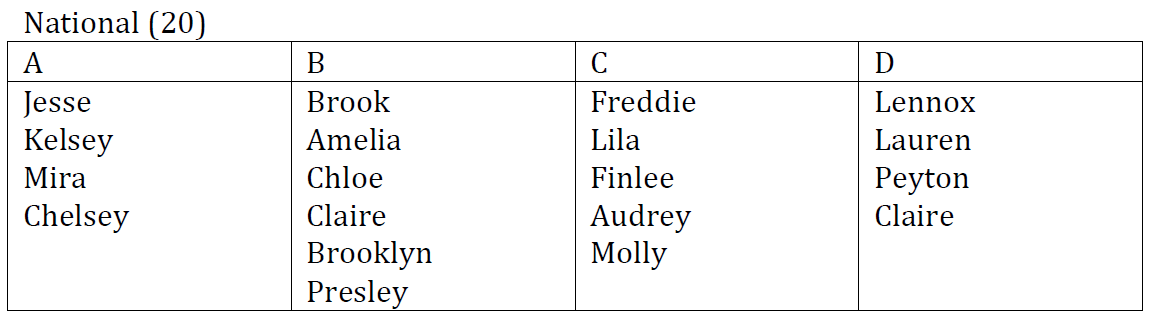 National (20)
A B C D
Jesse Brook Freddie Lennox
Kelsey Amelia Lila Lauren
Mira Chloe Finlee Peyton
Chelsey Claire Audrey Claire
Brooklyn Molly
Presley